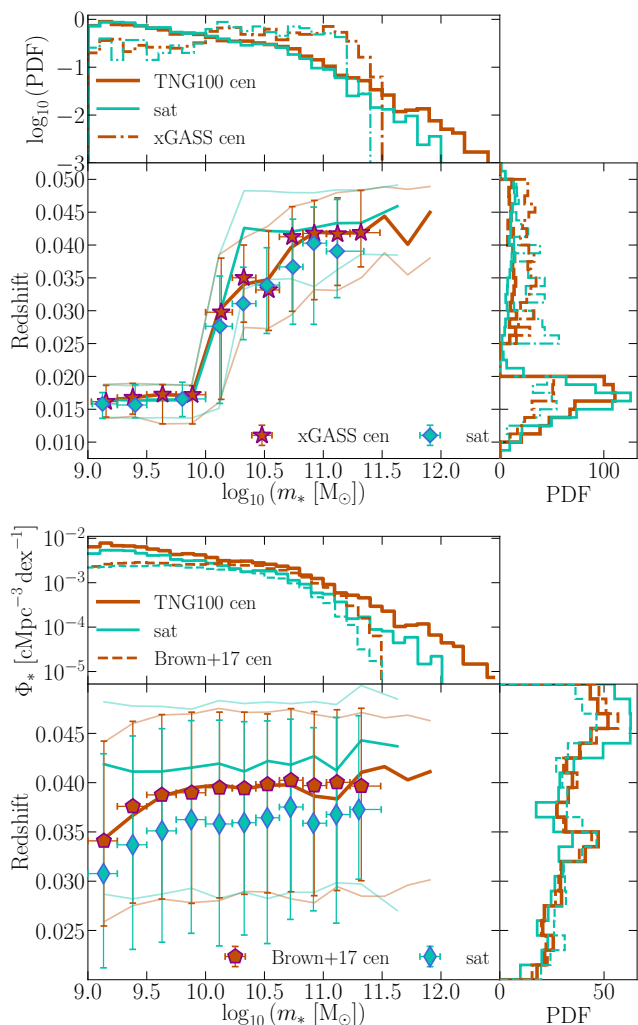 0
−1
−2
−3
log₁₀(PDF)
TNG100 cen
sat
xGASS cen
0.050
0.045
0.040
0.035
0.030
0.025
0.020
0.015
0.010
Redshift
xGASS cen
sat
9.0 9.5 10.0 10.5 11.0 11.5 12.0
log₁₀(m∗ [M⊙])
0 100
PDF
10⁻²
10⁻³
10⁻⁴
10⁻⁵
Φ∗ [cMpc⁻³ dex⁻¹]
TNG100 cen
sat
Brown+17 cen
0.045
0.040
0.035
0.030
0.025
Redshift
Brown+17 cen
sat
9.0 9.5 10.0 10.5 11.0 11.5 12.0
log₁₀(m∗ [M⊙])
0 50
PDF